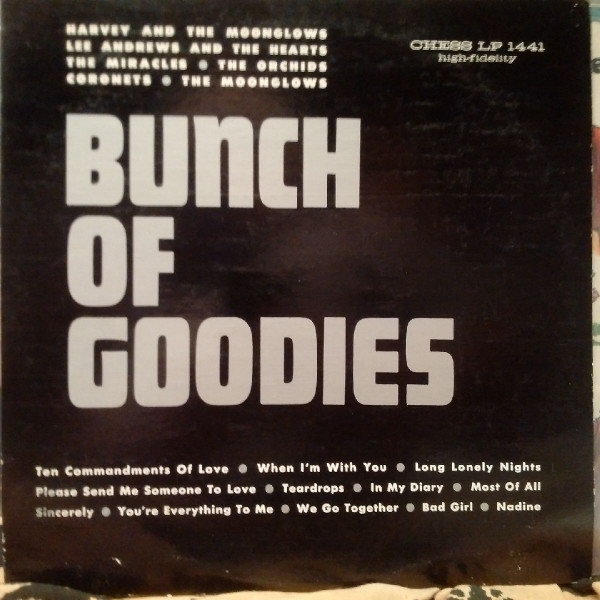 HARVEY AND THE MOONGLOWS
LEE ANDREWS AND THE HEARTS
THE MIRACLES • THE ORCHIDS
CORONETS • THE MOONGLOWS
CHESS LP 1441
high-fidelity
BUNCH
OF
GOODIES
Ten Commandments Of Love • When I'm With You • Long Lonely Nights
Please Send Me Someone To Love • Teardrops • In My Diary • Most Of All
Sincerely • You're Everything To Me • We Go Together • Bad Girl • Nadine